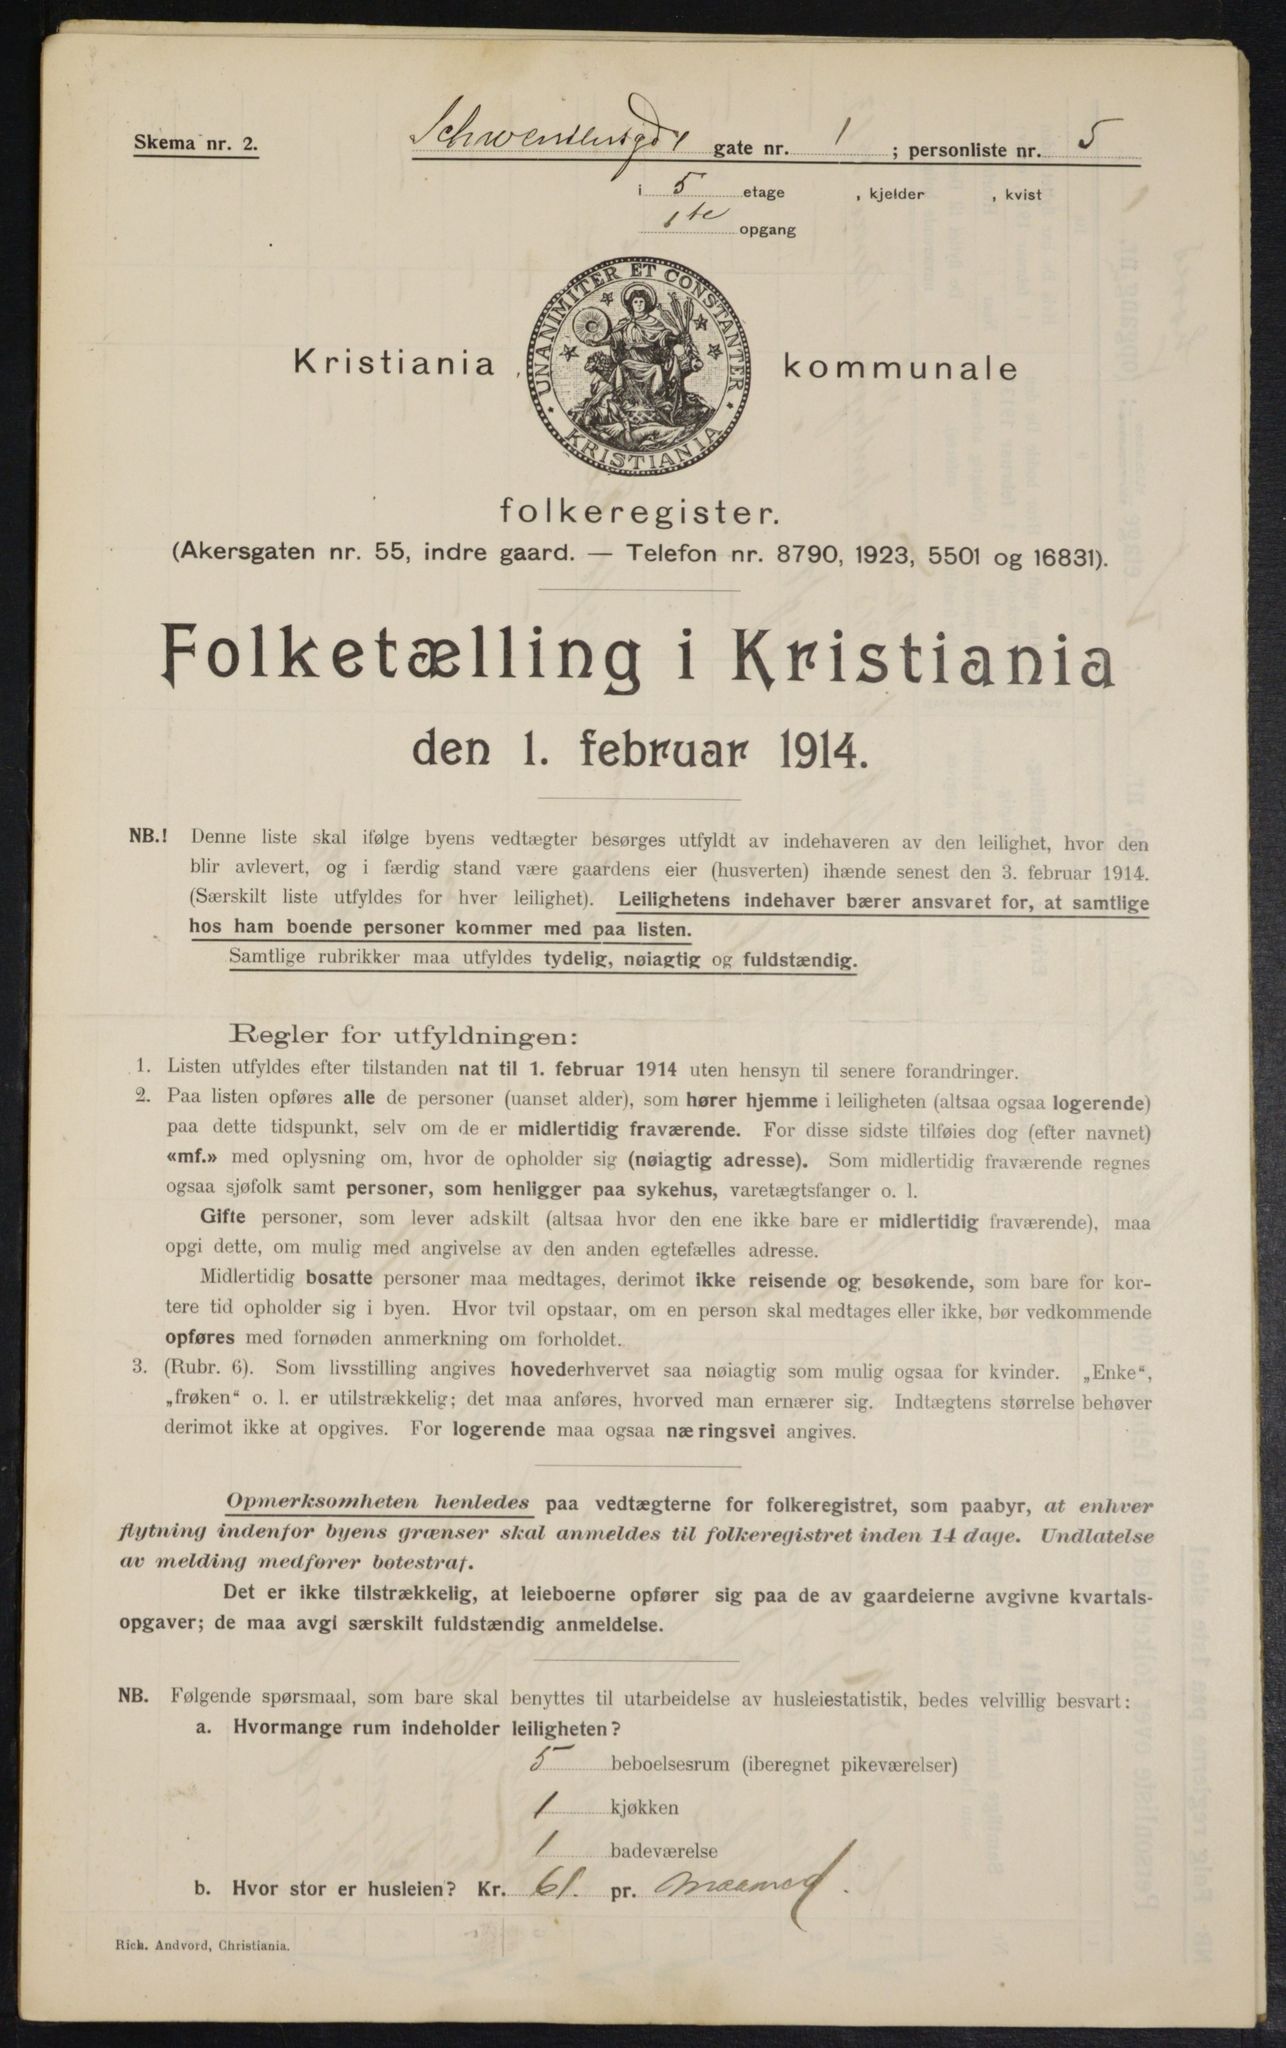 Skema nr. 2.
Schwensensgd 1 gate nr. 1 ; personliste nr. 5
i 5 etage , kjelder , kvist
1te opgang
UNANIMITER ET CONSTANTER
KRISTIANIA
Kristiania kommunale
folkeregister.
(Akersgaten nr. 55, indre gaard. — Telefon nr. 8790, 1923, 5501 og 16831).
Folketælling i Kristiania
den 1. februar 1914.
NB.! Denne liste skal ifølge byens vedtægter besørges utfyldt av indehaveren av den leilighet, hvor den
blir avlevert, og i færdig stand være gaardens eier (husverten) ihænde senest den 3. februar 1914.
(Særskilt liste utfyldes for hver leilighet). Leilighetens indehaver bærer ansvaret for, at samtlige
hos ham boende personer kommer med paa listen.
Samtlige rubrikker maa utfyldes tydelig, nøiagtig og fuldstændig.
Regler for utfyldningen:
1. Listen utfyldes efter tilstanden nat til 1. februar 1914 uten hensyn til senere forandringer.
2. Paa listen opføres alle de personer (uanset alder), som hører hjemme i leiligheten (altsaa ogsaa logerende)
paa dette tidspunkt, selv om de er midlertidig fraværende. For disse sidste tilføies dog (efter navnet)
«mf.» med oplysning om, hvor de opholder sig (nøiagtig adresse). Som midlertidig fraværende regnes
ogsaa sjøfolk samt personer, som henligger paa sykehus, varetægtsfanger o. l.
Gifte personer, som lever adskilt (altsaa hvor den ene ikke bare er midlertidig fraværende), maa
opgi dette, om mulig med angivelse av den anden egtefælles adresse.
Midlertidig bosatte personer maa medtages, derimot ikke reisende og besøkende, som bare for kor-
tere tid opholder sig i byen. Hvor tvil opstaar, om en person skal medtages eller ikke, bør vedkommende
opføres med fornøden anmerkning om forholdet.
3. (Rubr. 6). Som livsstilling angives hovederhvervet saa nøiagtig som mulig ogsaa for kvinder. „Enke“,
„frøken“ o. l. er utilstrækkelig; det maa anføres, hvorved man ernærer sig. Indtægtens størrelse behøver
derimot ikke at opgives. For logerende maa ogsaa næringsvei angives.
Opmerksomheten henledes paa vedtægterne for folkeregistret, som paabyr, at enhver
flytning indenfor byens grænser skal anmeldes til folkeregistret inden 14 dage. Undlatelse
av melding medfører bøtestraf.
Det er ikke tilstrækkelig, at leieboerne opfører sig paa de av gaardeierne avgivne kvartals-
opgaver; de maa avgi særskilt fuldstændig anmeldelse.
NB. Følgende spørsmaal, som bare skal benyttes til utarbeidelse av husleiestatistik, bedes velvillig besvart:
a. Hvormange rum indeholder leiligheten?
5 beboelsesrum (iberegnet pikeværelser)
1 kjøkken
1 badeværelse
b. Hvor stor er husleien? Kr. 61. pr. Maaned.
Rich. Andvord, Christiania.